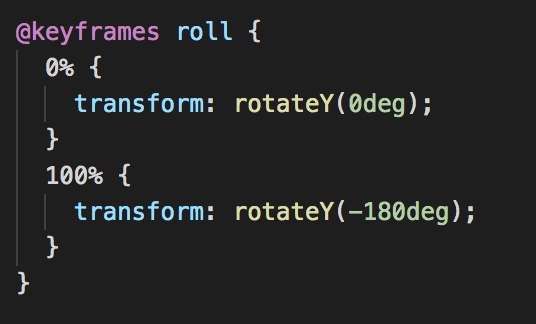 @keyframes roll {
  0% {
    transform: rotateY(0deg);
  }
  100% {
    transform: rotateY(-180deg);
  }
}